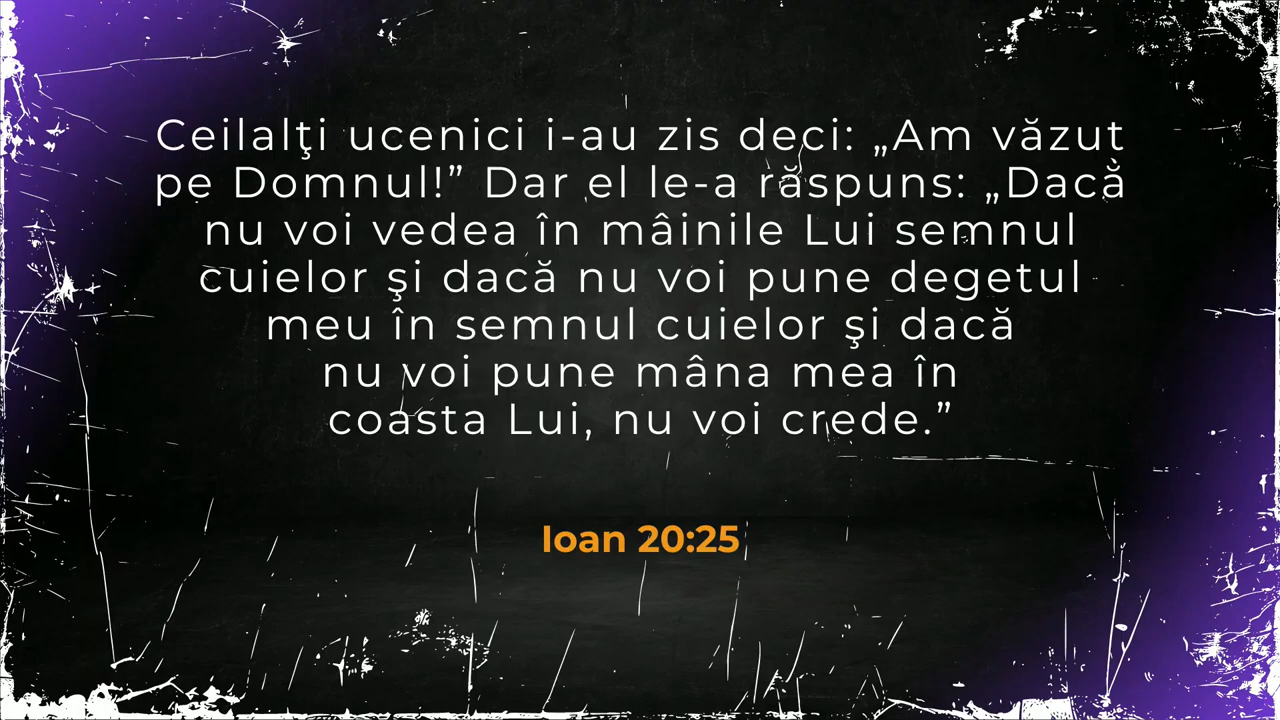 Ceilalţi ucenici i-au zis deci: „Am văzut
pe Domnul!” Dar el le-a răspuns: „Dacă
nu voi vedea în mâinile Lui semnul
cuielor şi dacă nu voi pune degetul
meu în semnul cuielor şi dacă
nu voi pune mâna mea în
coasta Lui, nu voi crede.”
Ioan 20:25